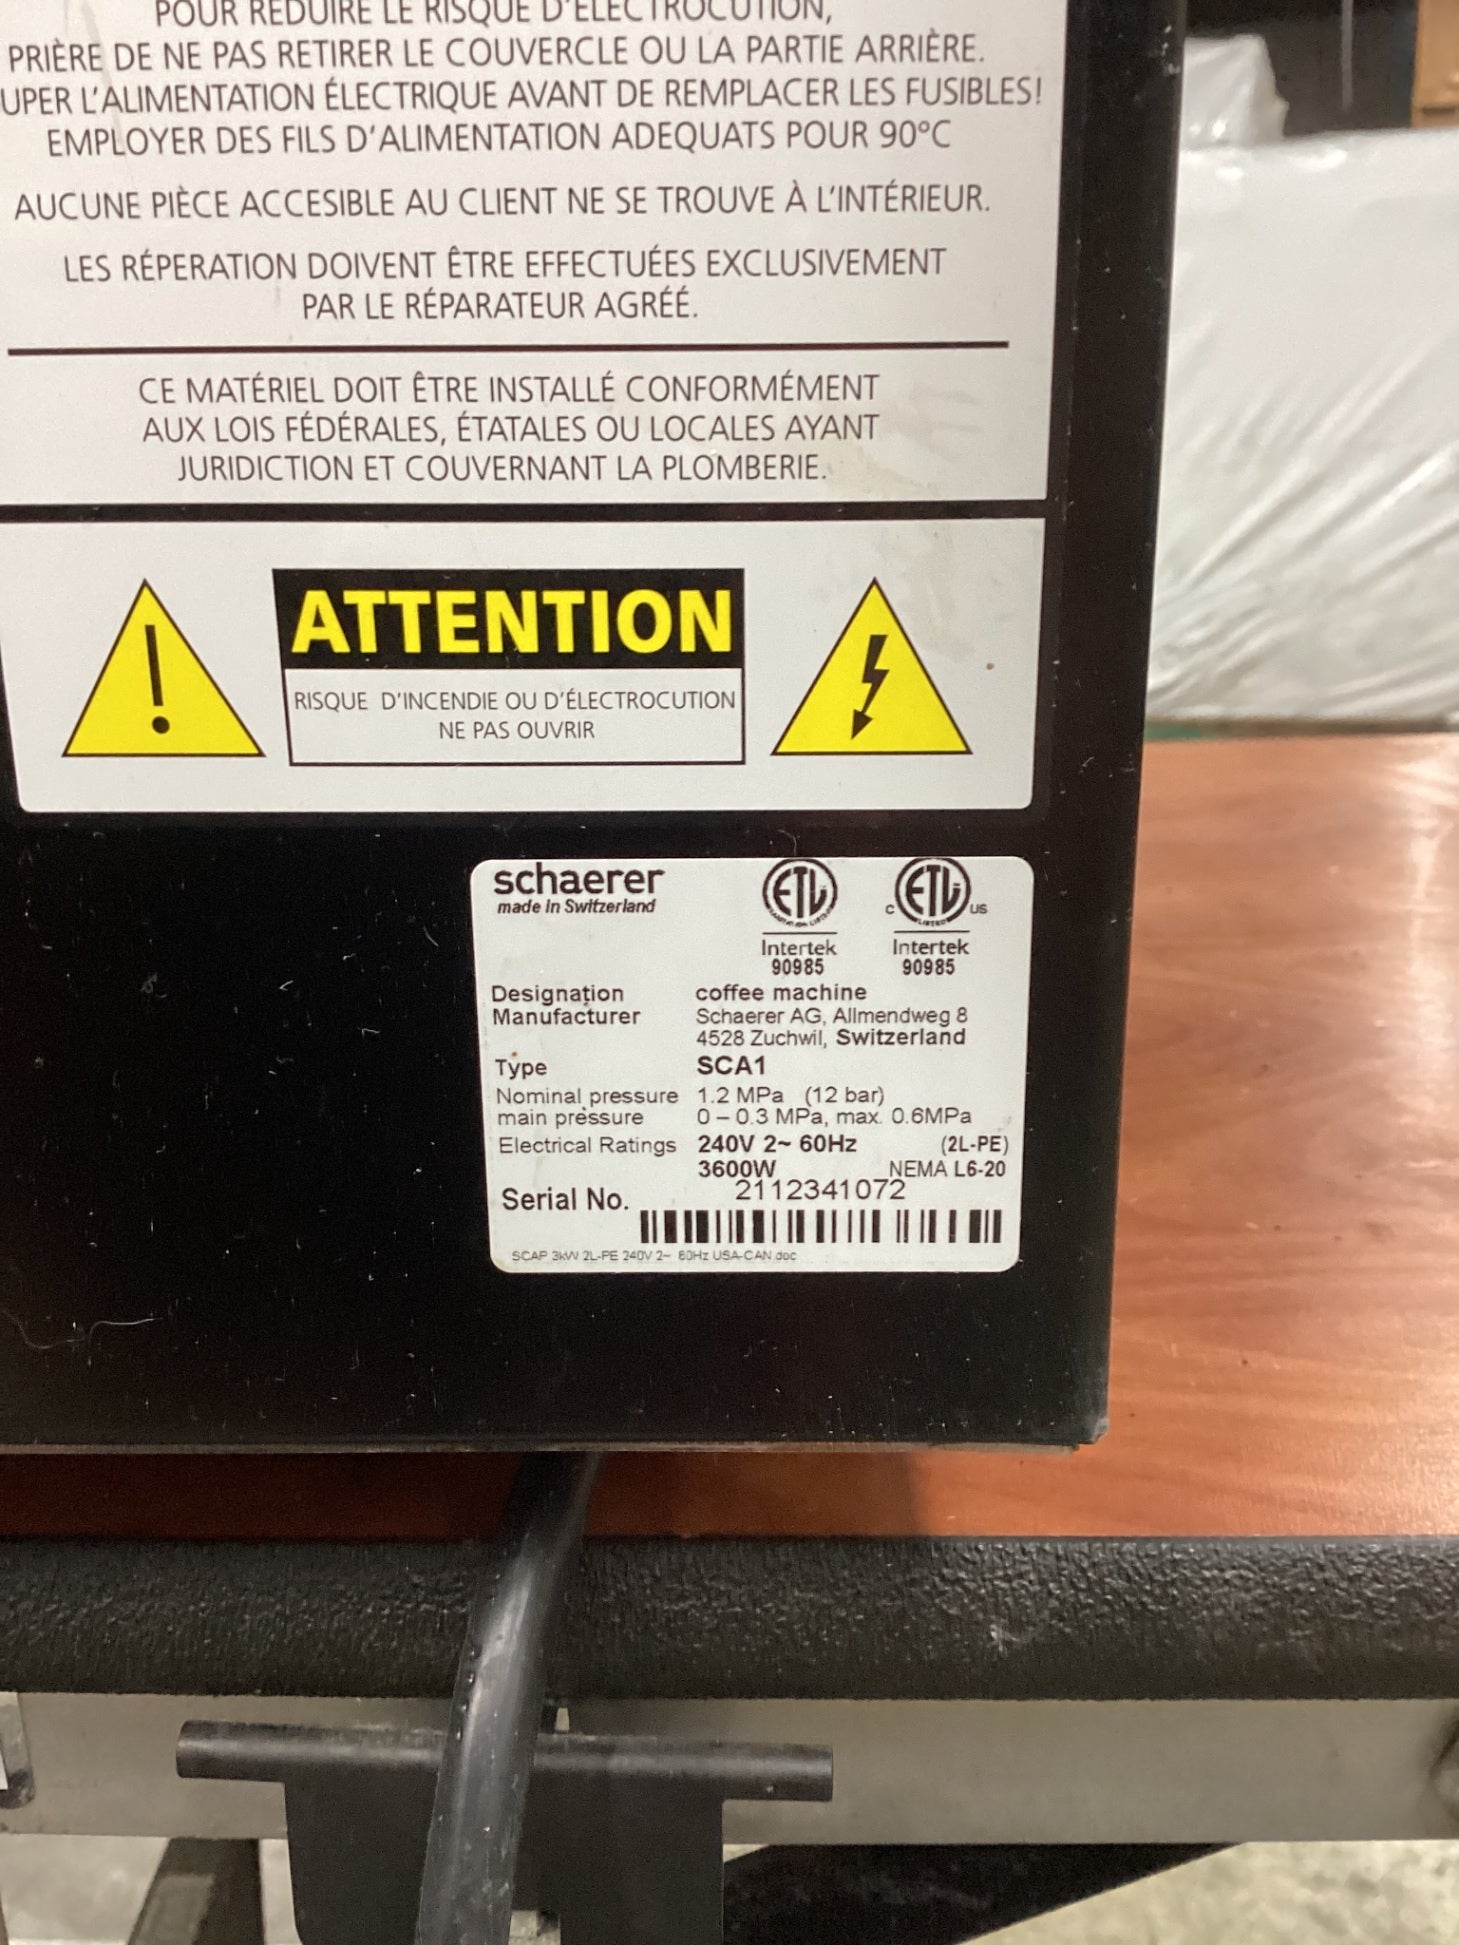 POUR RÉDUIRE LE RISQUE D'ÉLECTROCUTION,
PRIÈRE DE NE PAS RETIRER LE COUVERCLE OU LA PARTIE ARRIÈRE.
UPER L'ALIMENTATION ÉLECTRIQUE AVANT DE REMPLACER LES FUSIBLES!
EMPLOYER DES FILS D'ALIMENTATION ADEQUATS POUR 90°C
AUCUNE PIÈCE ACCESIBLE AU CLIENT NE SE TROUVE À L'INTÉRIEUR.
LES RÉPERATION DOIVENT ÊTRE EFFECTUÉES EXCLUSIVEMENT
PAR LE RÉPARATEUR AGRÉÉ.
CE MATÉRIEL DOIT ÊTRE INSTALLÉ CONFORMÉMENT
AUX LOIS FÉDÉRALES, ÉTATALES OU LOCALES AYANT
JURIDICTION ET COUVERNANT LA PLOMBERIE.
ATTENTION
RISQUE D'INCENDIE OU D'ÉLECTROCUTION
NE PAS OUVRIR
schaerer
made in Switzerland
ETL C ETL US
LISTED
Intertek Intertek
90985 90985
Designation coffee machine
Manufacturer Schaerer AG, Allmendweg 8
4528 Zuchwil, Switzerland
Type SCA1
Nominal pressure 1.2 MPa (12 bar)
main pressure 0 – 0.3 MPa, max. 0.6MPa
Electrical Ratings 240V 2~ 60Hz (2L-PE)
3600W NEMA L6-20
Serial No. 2112341072
SCAP 3kW 2L-PE 240V 2~ 60Hz USA-CAN.doc